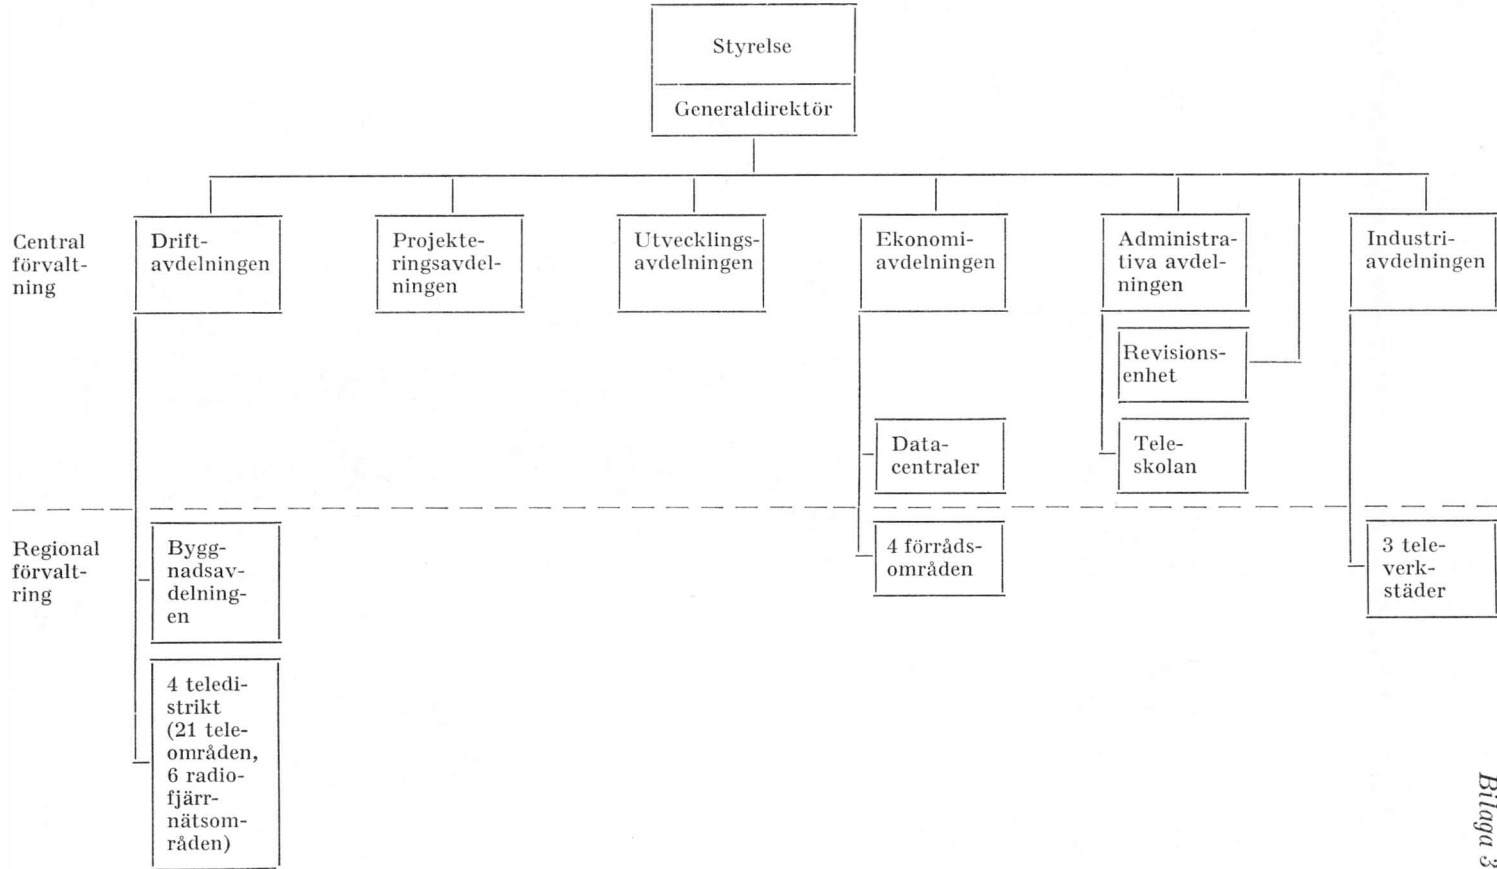 Styrelse
Generaldirektör
Central
förvalt-
ning
Drift-
avdelningen
Projekte-
ringsavdel-
ningen
Utvecklings-
avdelningen
Ekonomi-
avdelningen
Administra-
tiva avdel-
ningen
Industri-
avdelningen
Revisions-
enhet
Data-
centraler
Tele-
skolan
Regional
förvalt-
ring
Bygg-
nadsav-
delning-
en
4 förråds-
områden
3 tele-
verk-
städer
4 teledi-
strikt
(21 tele-
områden,
6 radio-
fjärr-
nätsom-
råden)
Bilaga 3